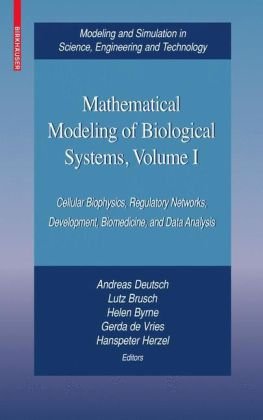 BIRKHÄUSER
Modeling and Simulation in
Science, Engineering and Technology
Mathematical
Modeling of Biological
Systems, Volume I
Cellular Biophysics, Regulatory Networks,
Development, Biomedicine, and Data Analysis
Andreas Deutsch
Lutz Brusch
Helen Byrne
Gerda de Vries
Hanspeter Herzel
Editors